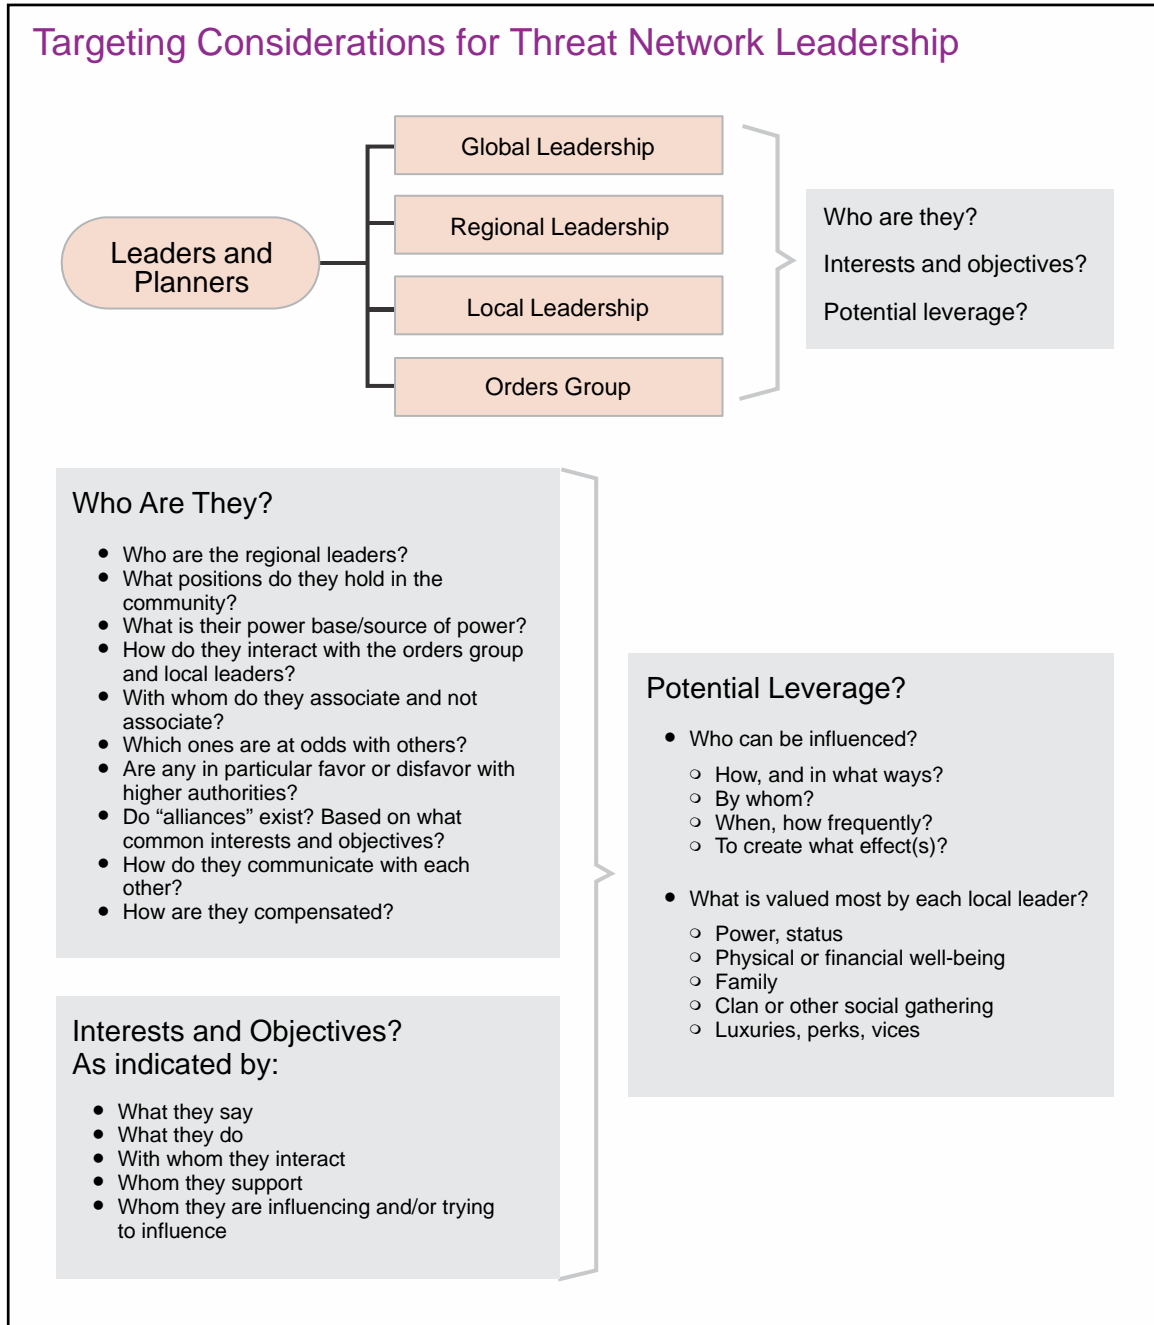 Targeting Considerations for Threat Network Leadership
Leaders and
Planners
Global Leadership
Regional Leadership
Local Leadership
Orders Group
Who are they?
Interests and objectives?
Potential leverage?
Who Are They?
• Who are the regional leaders?
• What positions do they hold in the
community?
• What is their power base/source of power?
• How do they interact with the orders group
and local leaders?
• With whom do they associate and not
associate?
• Which ones are at odds with others?
• Are any in particular favor or disfavor with
higher authorities?
• Do “alliances” exist? Based on what
common interests and objectives?
• How do they communicate with each
other?
• How are they compensated?
Interests and Objectives?
As indicated by:
• What they say
• What they do
• With whom they interact
• Whom they support
• Whom they are influencing and/or trying
to influence
Potential Leverage?
• Who can be influenced?
○ How, and in what ways?
○ By whom?
○ When, how frequently?
○ To create what effect(s)?
• What is valued most by each local leader?
○ Power, status
○ Physical or financial well-being
○ Family
○ Clan or other social gathering
○ Luxuries, perks, vices